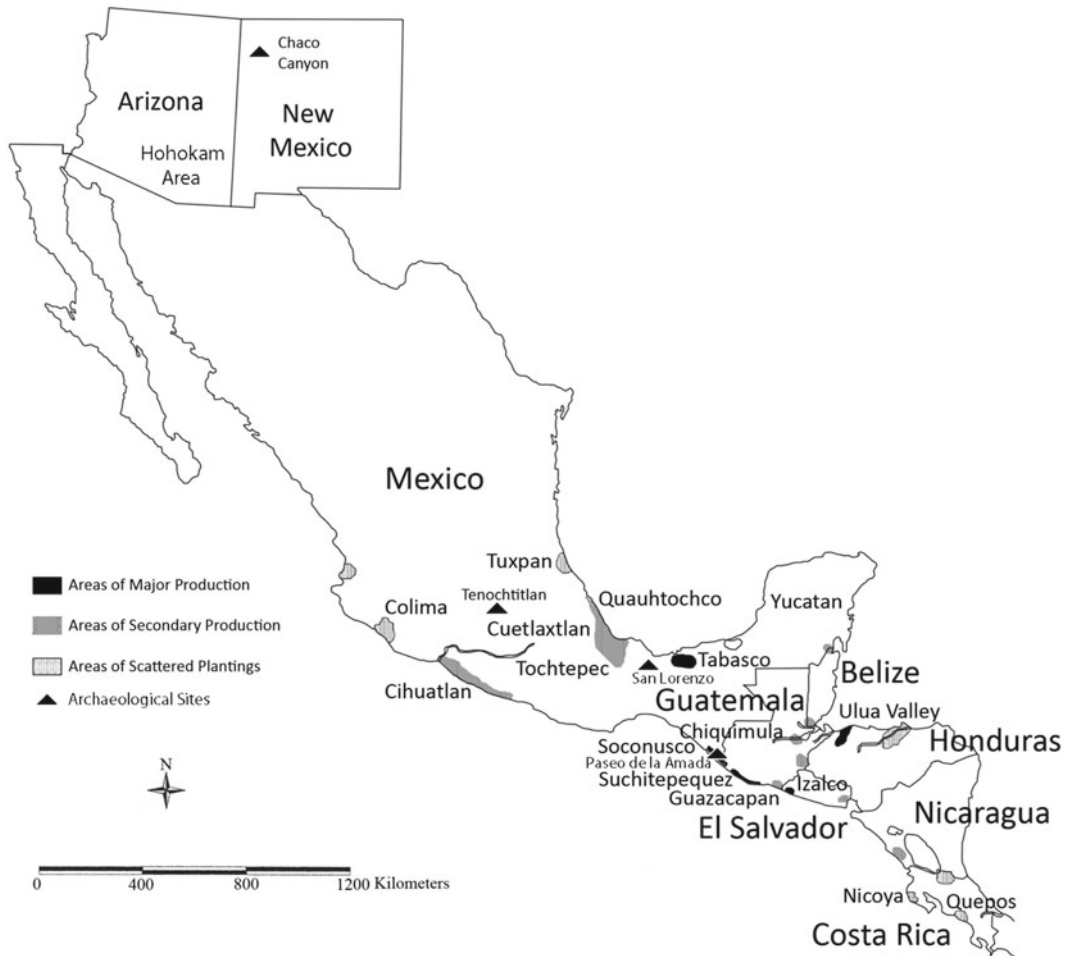 Chaco
Canyon
Arizona
New
Mexico
Hohokam
Area
Mexico
Tuxpan
Areas of Major Production
Areas of Secondary Production
Areas of Scattered Plantings
Archaeological Sites
Colima
Tenochtitlan
Quauhtochco
Yucatan
Cuetlaxtlan
Tochtepec
Cihuatlan
San Lorenzo
Tabasco
Belize
Guatemala
Ulua Valley
Chiquimula
Honduras
Soconusco
Paseo de la Amada
Suchitepequez
Izalco
Guazacapan
El Salvador
Nicaragua
N
0 400 800 1200 Kilometers
Nicoya
Quepos
Costa Rica